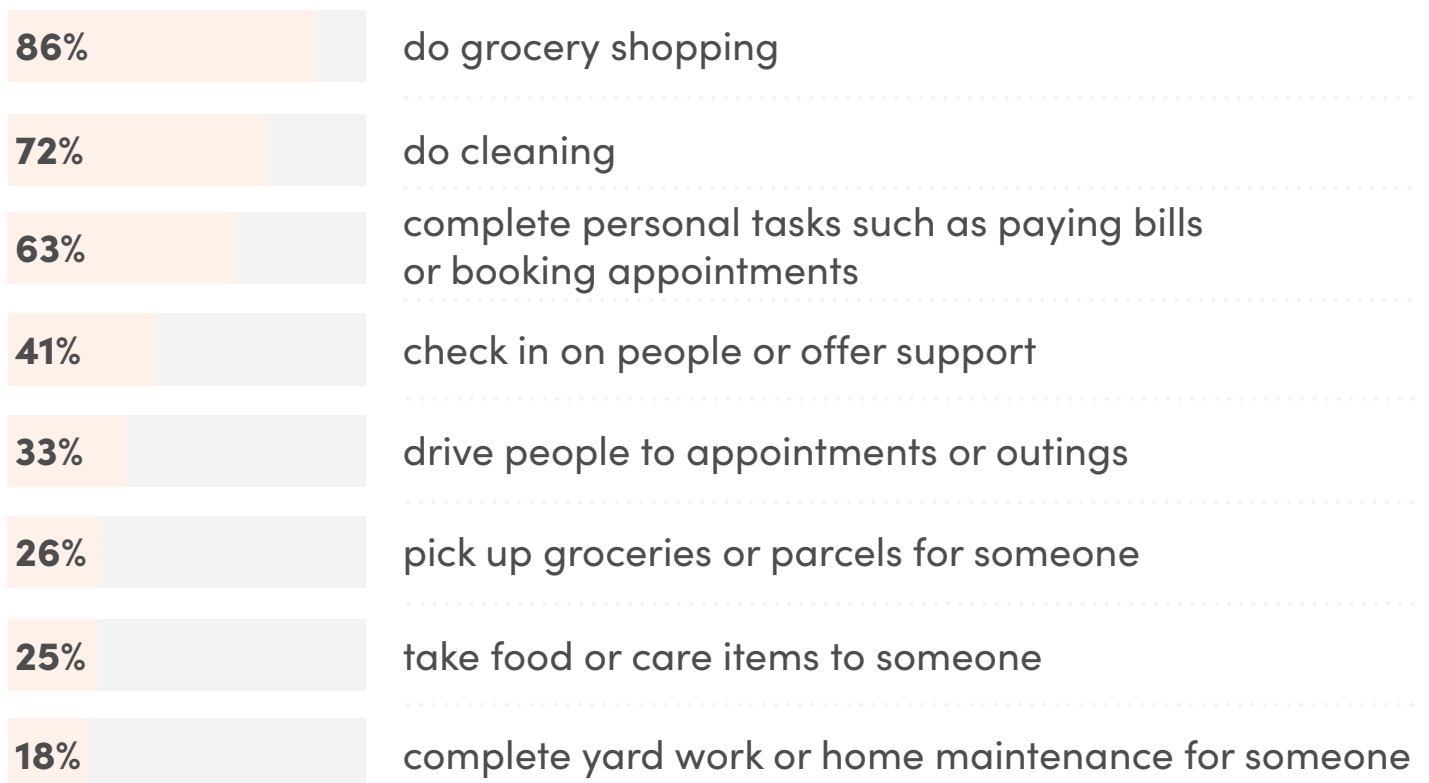 86% do grocery shopping
72% do cleaning
63% complete personal tasks such as paying bills
or booking appointments
41% check in on people or offer support
33% drive people to appointments or outings
26% pick up groceries or parcels for someone
25% take food or care items to someone
18% complete yard work or home maintenance for someone